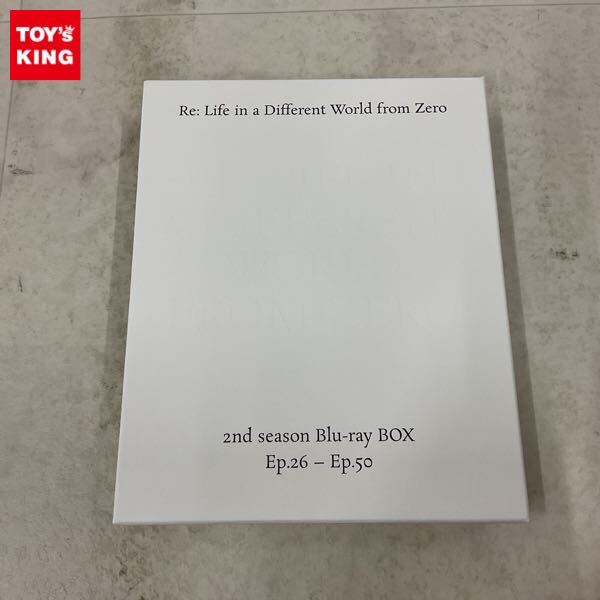 TOY's
KING
Re: Life in a Different World from Zero
2nd season Blu-ray BOX
Ep.26 – Ep.50